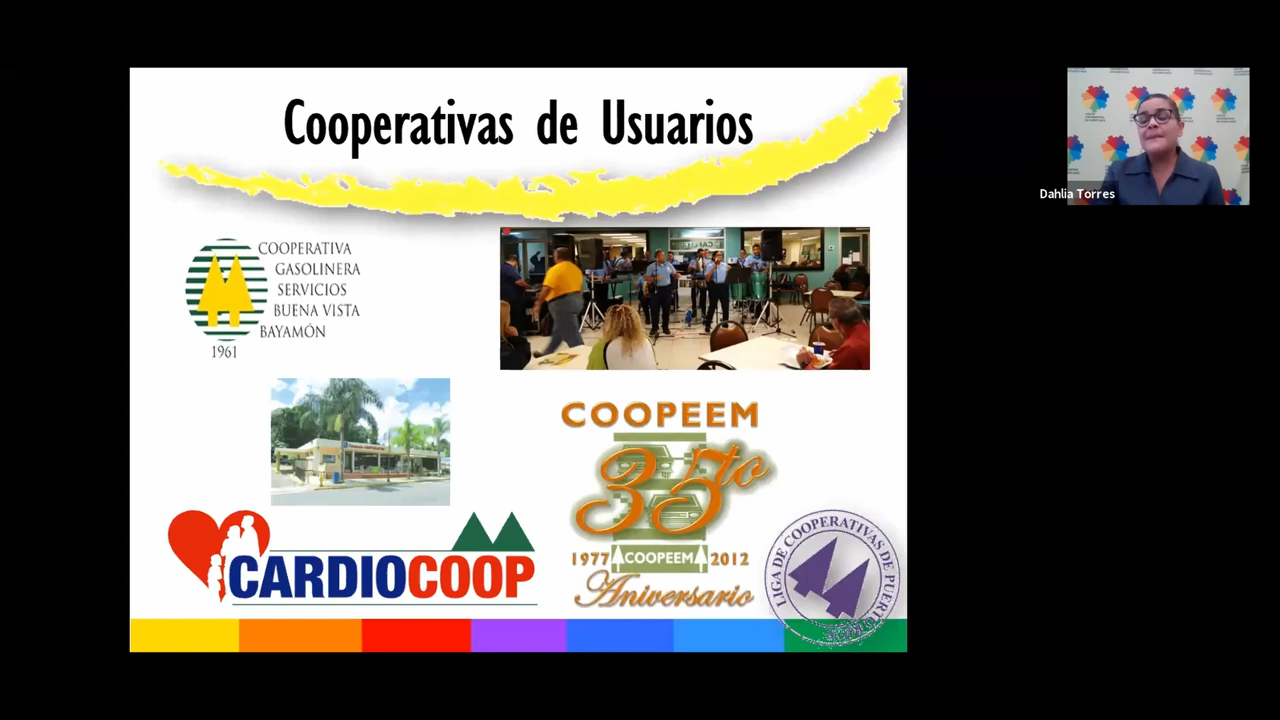 Cooperativas de Usuarios
COOPERATIVA
GASOLINERA
SERVICIOS
BUENA VISTA
BAYAMÓN
1961
COOPEEM
35to
1977 COOPEEM 2012
Aniversario
CARDIOCOOP
LIGA DE COOPERATIVAS DE PUERTO RICO
Dahlia Torres